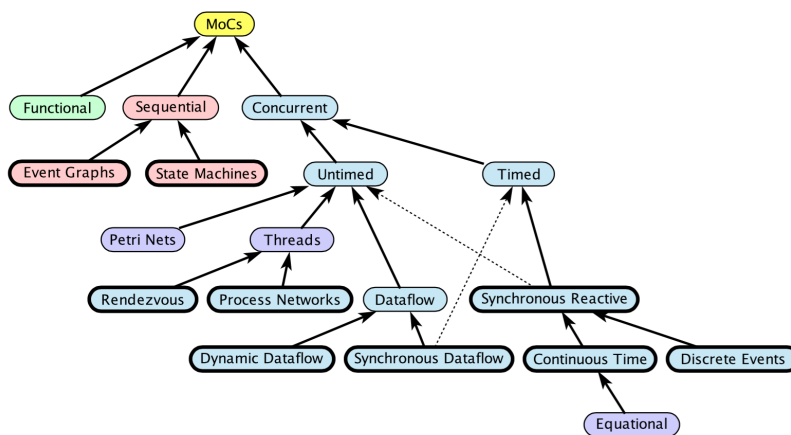 MoCs
Functional
Sequential
Concurrent
Event Graphs
State Machines
Untimed
Timed
Petri Nets
Threads
Rendezvous
Process Networks
Dataflow
Synchronous Reactive
Dynamic Dataflow
Synchronous Dataflow
Continuous Time
Discrete Events
Equational